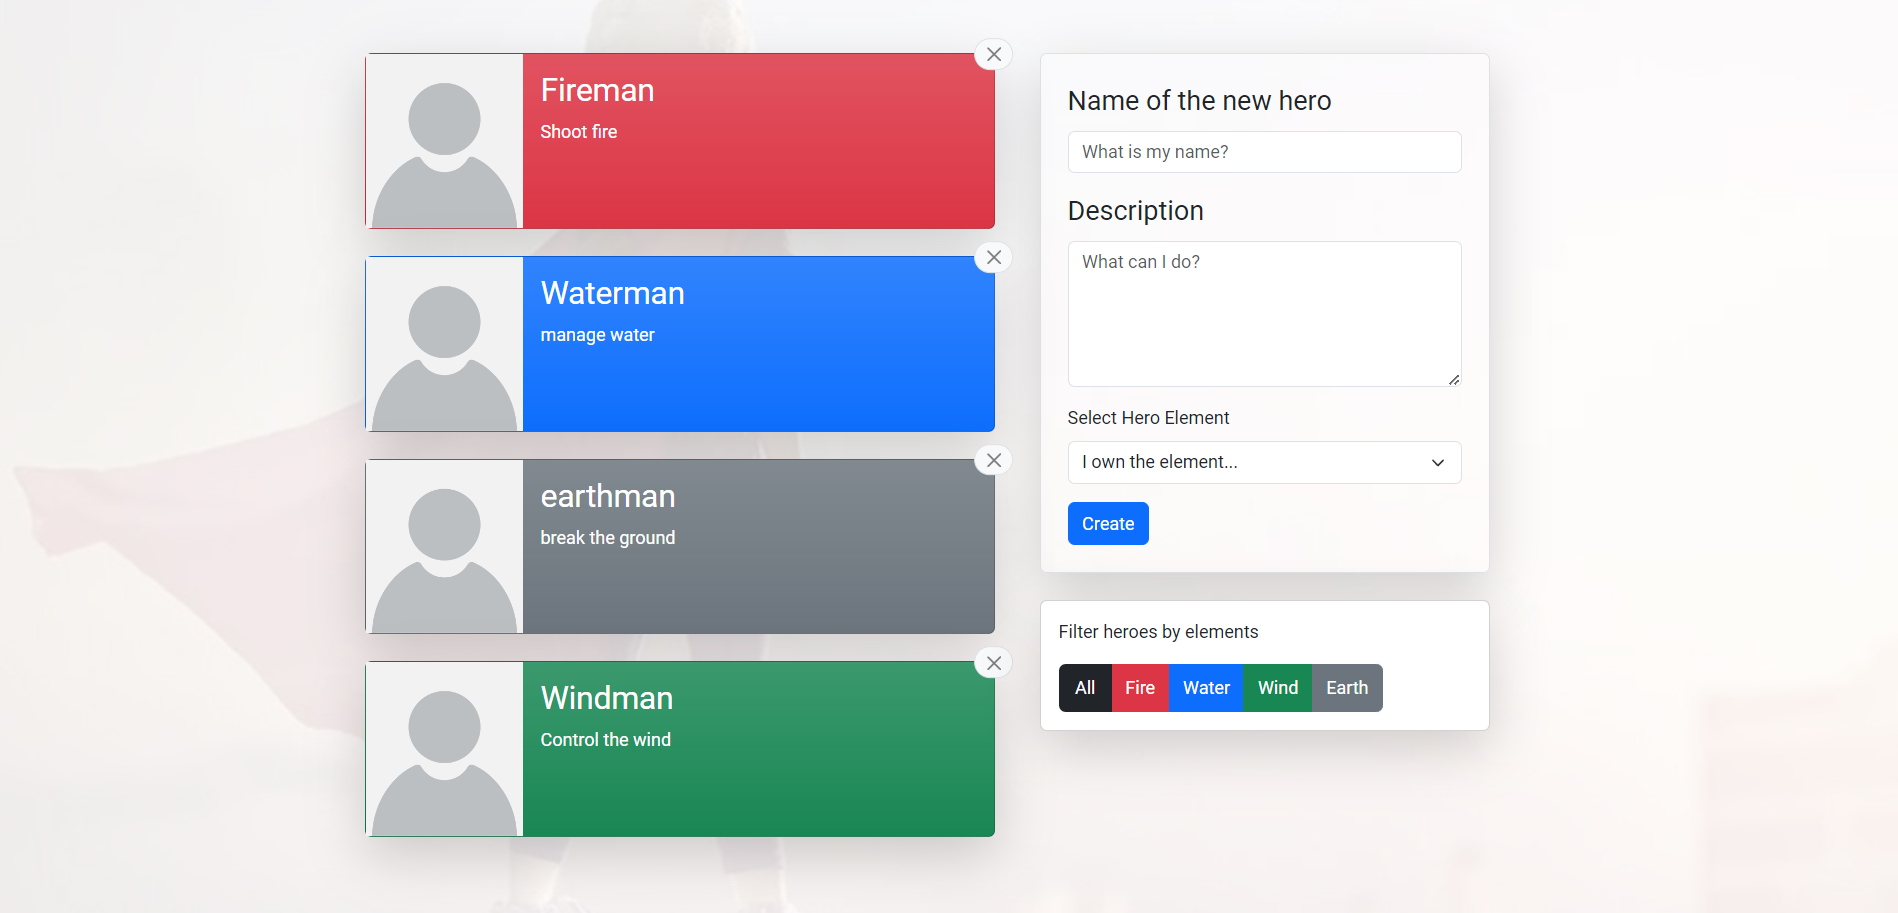 Fireman
Shoot fire
Waterman
manage water
earthman
break the ground
Windman
Control the wind
Name of the new hero
What is my name?
Description
What can I do?
Select Hero Element
I own the element...
Create
Filter heroes by elements
All Fire Water Wind Earth